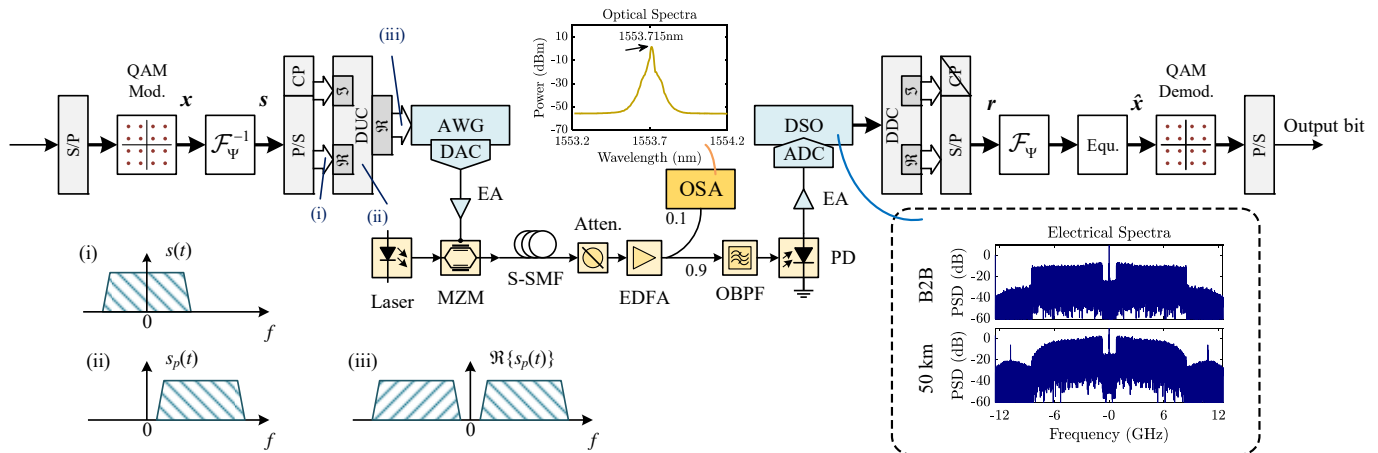 S/P
QAM
Mod.
x
s
𝓕_Ψ^{-1}
CP
P/S
ℑ
ℜ
DUC
ℜ
(i)
(ii)
(iii)
AWG
DAC
EA
Laser
MZM
S-SMF
Atten.
EDFA
0.1
0.9
OSA
OBPF
PD
EA
ADC
DSO
Optical Spectra
1553.715nm
Power (dBm)
10
-10
-30
-50
-70
1553.2
1553.7
1554.2
Wavelength (nm)
DDC
ℑ
ℜ
CP
S/P
r
𝓕_Ψ
Equ.
x̂
QAM
Demod.
P/S
Output bit
(i)
s(t)
0
f
(ii)
s_p(t)
0
f
(iii)
ℜ{s_p(t)}
0
f
Electrical Spectra
B2B
PSD (dB)
0
-20
-40
-60
50 km
PSD (dB)
0
-20
-40
-60
-12
-6
-0
6
12
Frequency (GHz)